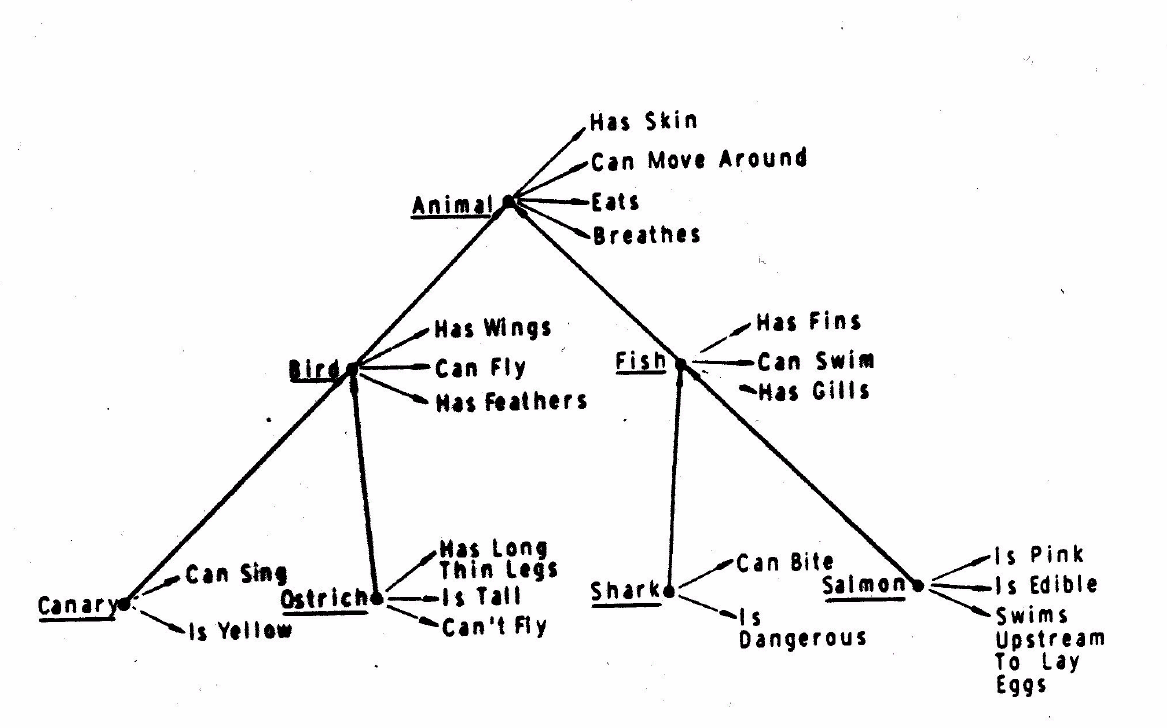 Has Skin
Can Move Around
Animal
Eats
Breathes
Has Wings
Bird
Can Fly
Has Feathers
Has Fins
Fish
Can Swim
Has Gills
Canary
Can Sing
Is Yellow
Ostrich
Has Long
Thin Legs
Is Tall
Can't Fly
Shark
Can Bite
Is
Dangerous
Salmon
Is Pink
Is Edible
Swims
Upstream
To Lay
Eggs